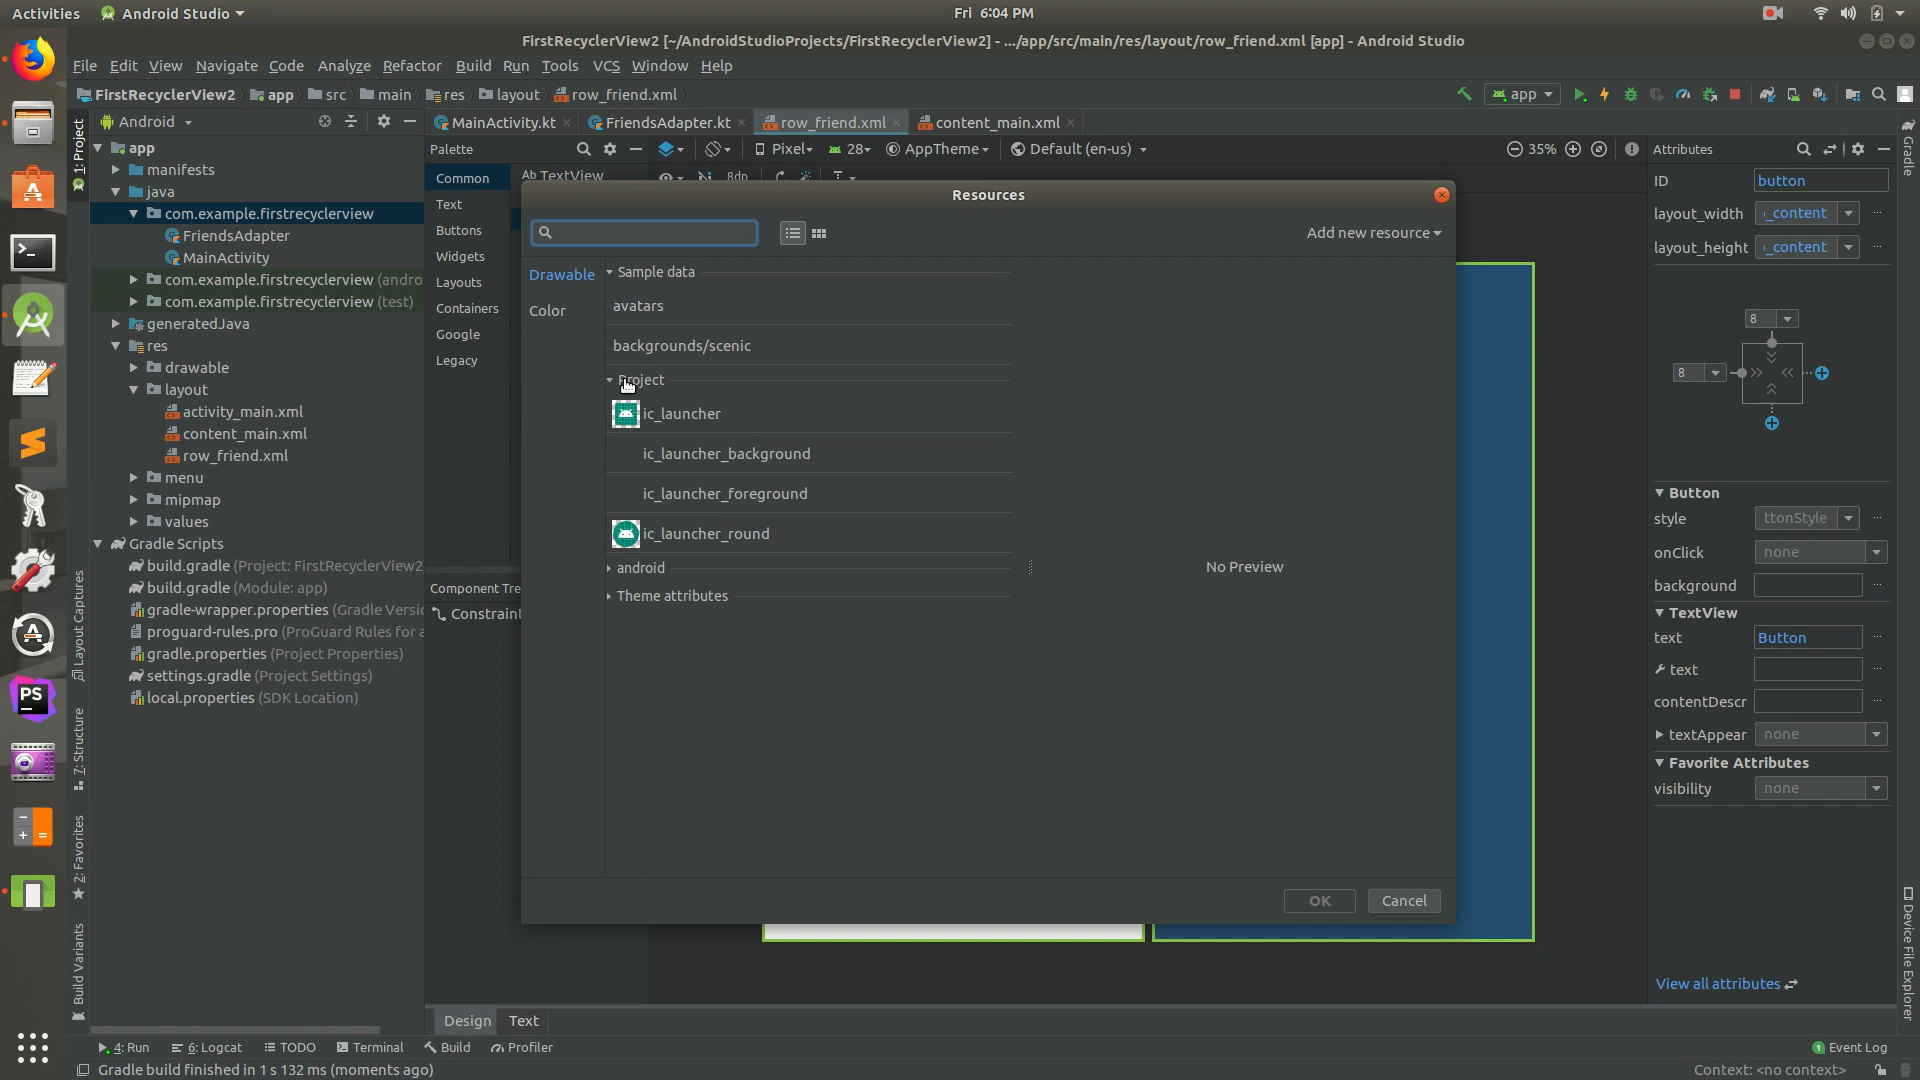 Activities
Android Studio
Fri 6:04 PM
FirstRecyclerView2 [~/AndroidStudioProjects/FirstRecyclerView2] - .../app/src/main/res/layout/row_friend.xml [app] - Android Studio
File Edit View Navigate Code Analyze Refactor Build Run Tools VCS Window Help
FirstRecyclerView2 app src main res layout row_friend.xml
app
Android
MainActivity.kt FriendsAdapter.kt row_friend.xml content_main.xml
1: Project
Layout Captures
7: Structure
2: Favorites
Build Variants
app
manifests
java
com.example.firstrecyclerview
FriendsAdapter
MainActivity
com.example.firstrecyclerview (andro
com.example.firstrecyclerview (test)
generatedJava
res
drawable
layout
activity_main.xml
content_main.xml
row_friend.xml
menu
mipmap
values
Gradle Scripts
build.gradle (Project: FirstRecyclerView2
build.gradle (Module: app)
gradle-wrapper.properties (Gradle Versic
proguard-rules.pro (ProGuard Rules for a
gradle.properties (Project Properties)
settings.gradle (Project Settings)
local.properties (SDK Location)
PS
Palette
Common
Text
Buttons
Widgets
Layouts
Containers
Google
Legacy
Ab TextView
Component Tre
Constraint
Pixel 28 AppTheme Default (en-us) 35%
8dp
Resources
Add new resource
Drawable
Color
Sample data
avatars
backgrounds/scenic
Project
ic_launcher
ic_launcher_background
ic_launcher_foreground
ic_launcher_round
android
Theme attributes
No Preview
OK Cancel
Attributes
ID button
layout_width _content
layout_height _content
8
8
Button
style ttonStyle
onClick none
background
TextView
text Button
text
contentDescr
textAppear none
Favorite Attributes
visibility none
View all attributes
Gradle
Device File Explorer
Design Text
4: Run 6: Logcat TODO Terminal Build Profiler
1 Event Log
Gradle build finished in 1 s 132 ms (moments ago)
Context: <no context>